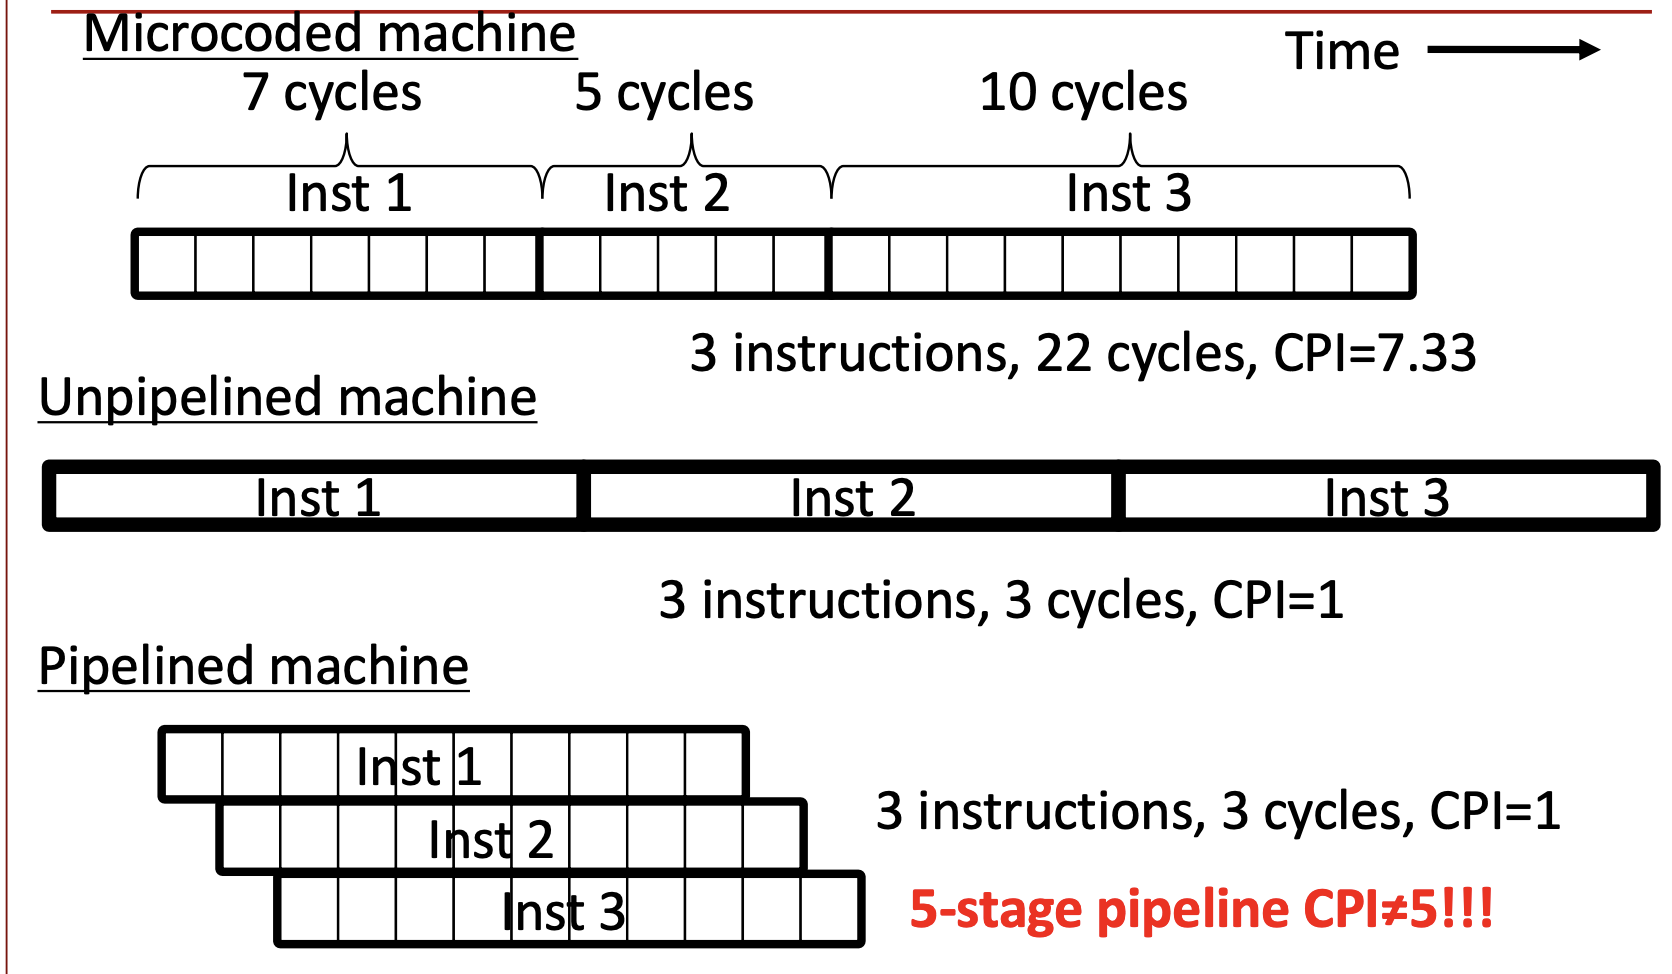 Microcoded machine
Time
7 cycles
5 cycles
10 cycles
Inst 1
Inst 2
Inst 3
3 instructions, 22 cycles, CPI=7.33
Unpipelined machine
Inst 1
Inst 2
Inst 3
3 instructions, 3 cycles, CPI=1
Pipelined machine
Inst 1
Inst 2
Inst 3
3 instructions, 3 cycles, CPI=1
5-stage pipeline CPI≠5!!!